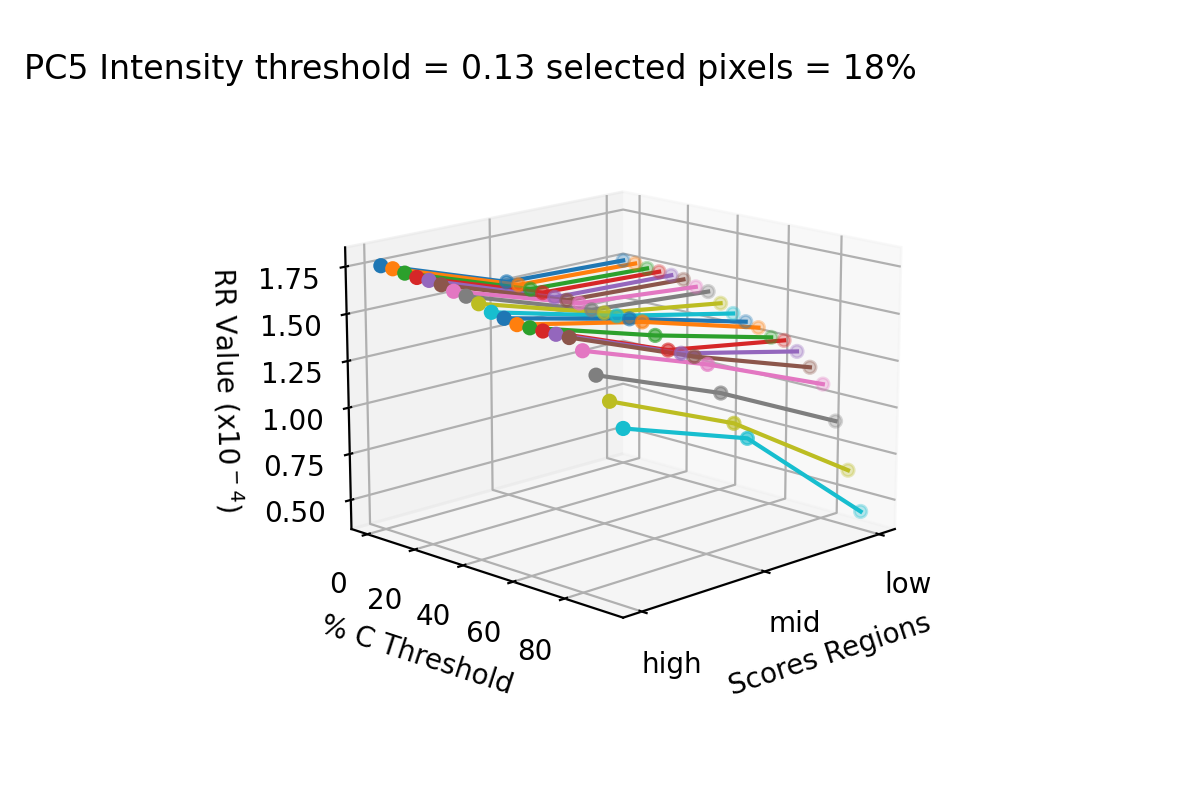 PC5 Intensity threshold = 0.13 selected pixels = 18%
RR Value (x10⁻⁴)
1.75
1.50
1.25
1.00
0.75
0.50
0
20
40
60
80
% C Threshold
high
mid
low
Scores Regions